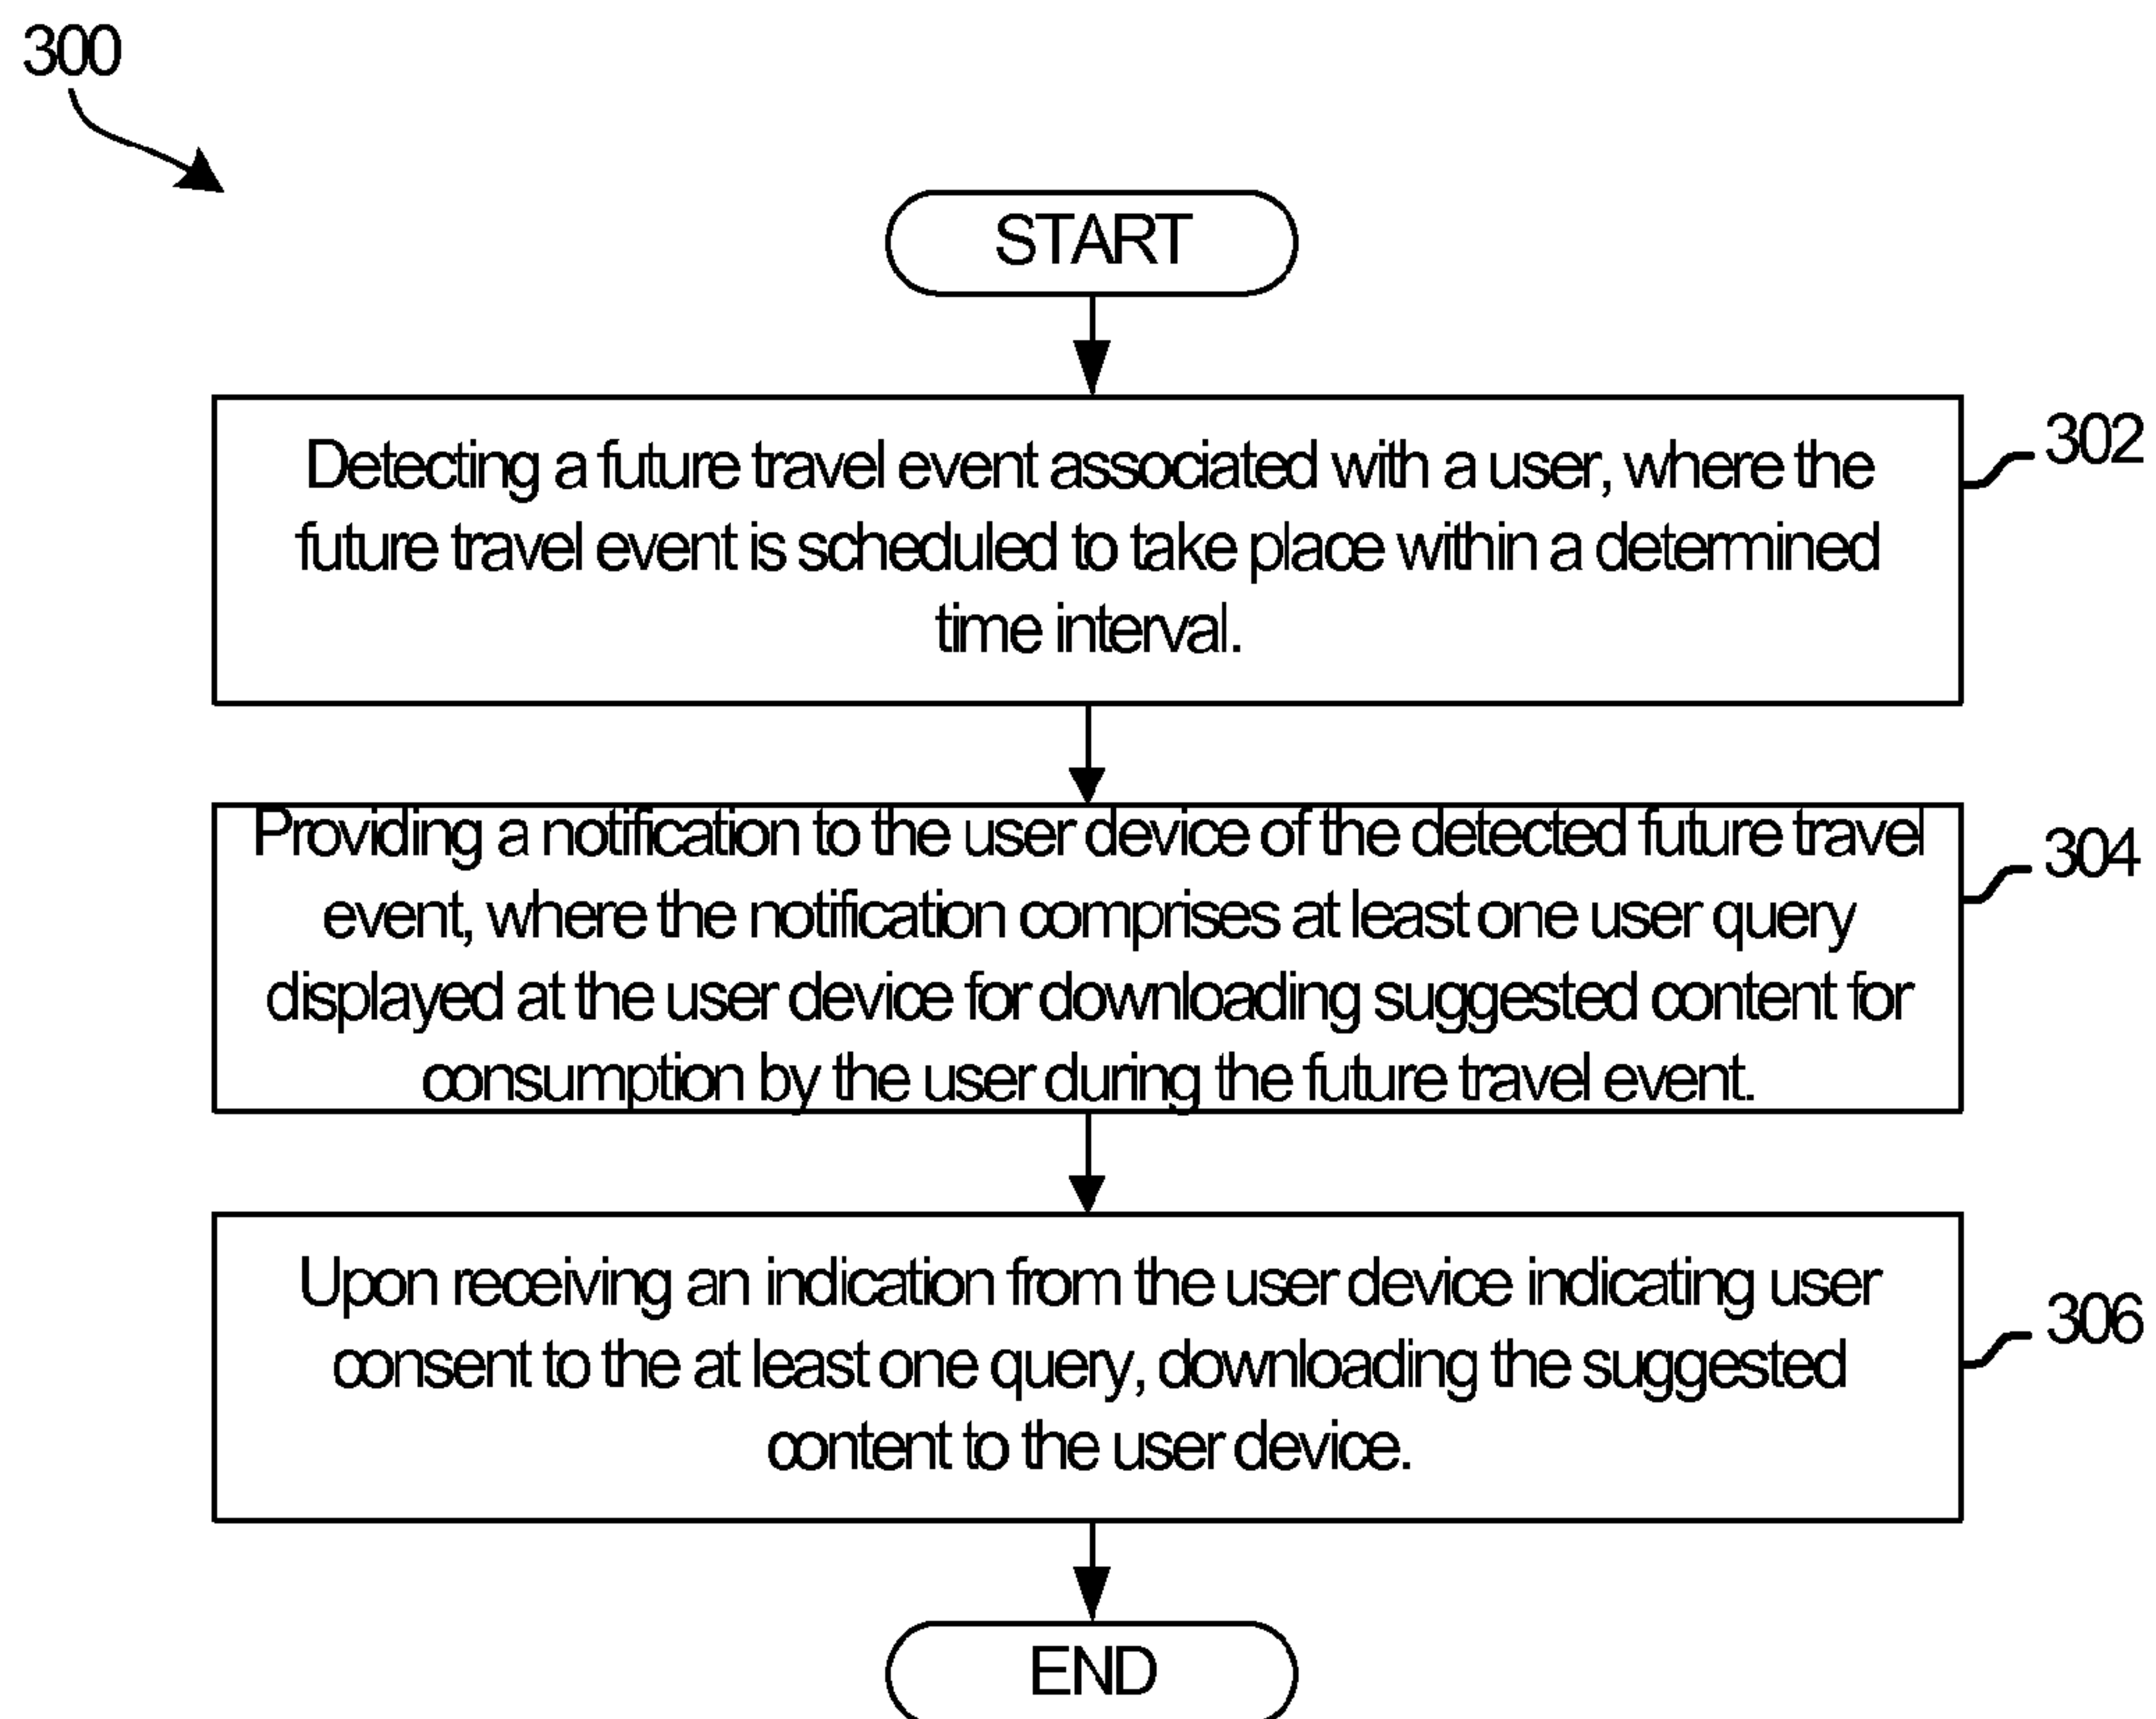 300
START
Detecting a future travel event associated with a user, where the
future travel event is scheduled to take place within a determined
time interval.
302
Providing a notification to the user device of the detected future travel
event, where the notification comprises at least one user query
displayed at the user device for downloading suggested content for
consumption by the user during the future travel event.
304
Upon receiving an indication from the user device indicating user
consent to the at least one query, downloading the suggested
content to the user device.
306
END